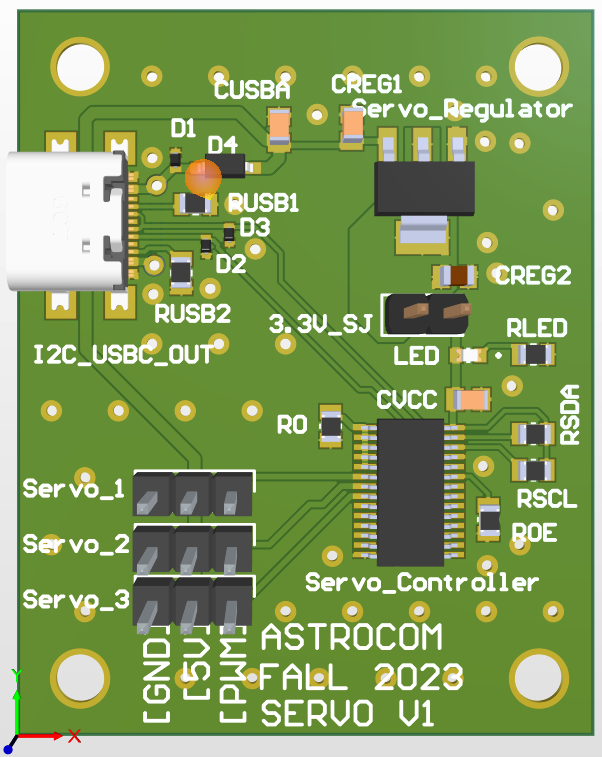 CUSBA
CREG1
Servo_Regulator
D1
D4
RUSB1
D3
D2
CREG2
RUSB2
3.3V_SJ
RLED
I2C_USBC_OUT
LED
CVCC
RSDA
RO
Servo_1
RSCL
ROE
Servo_2
Servo_Controller
Servo_3
[GND]
[5V]
[PWM]
ASTROCOM
FALL 2023
SERVO V1
Y
X